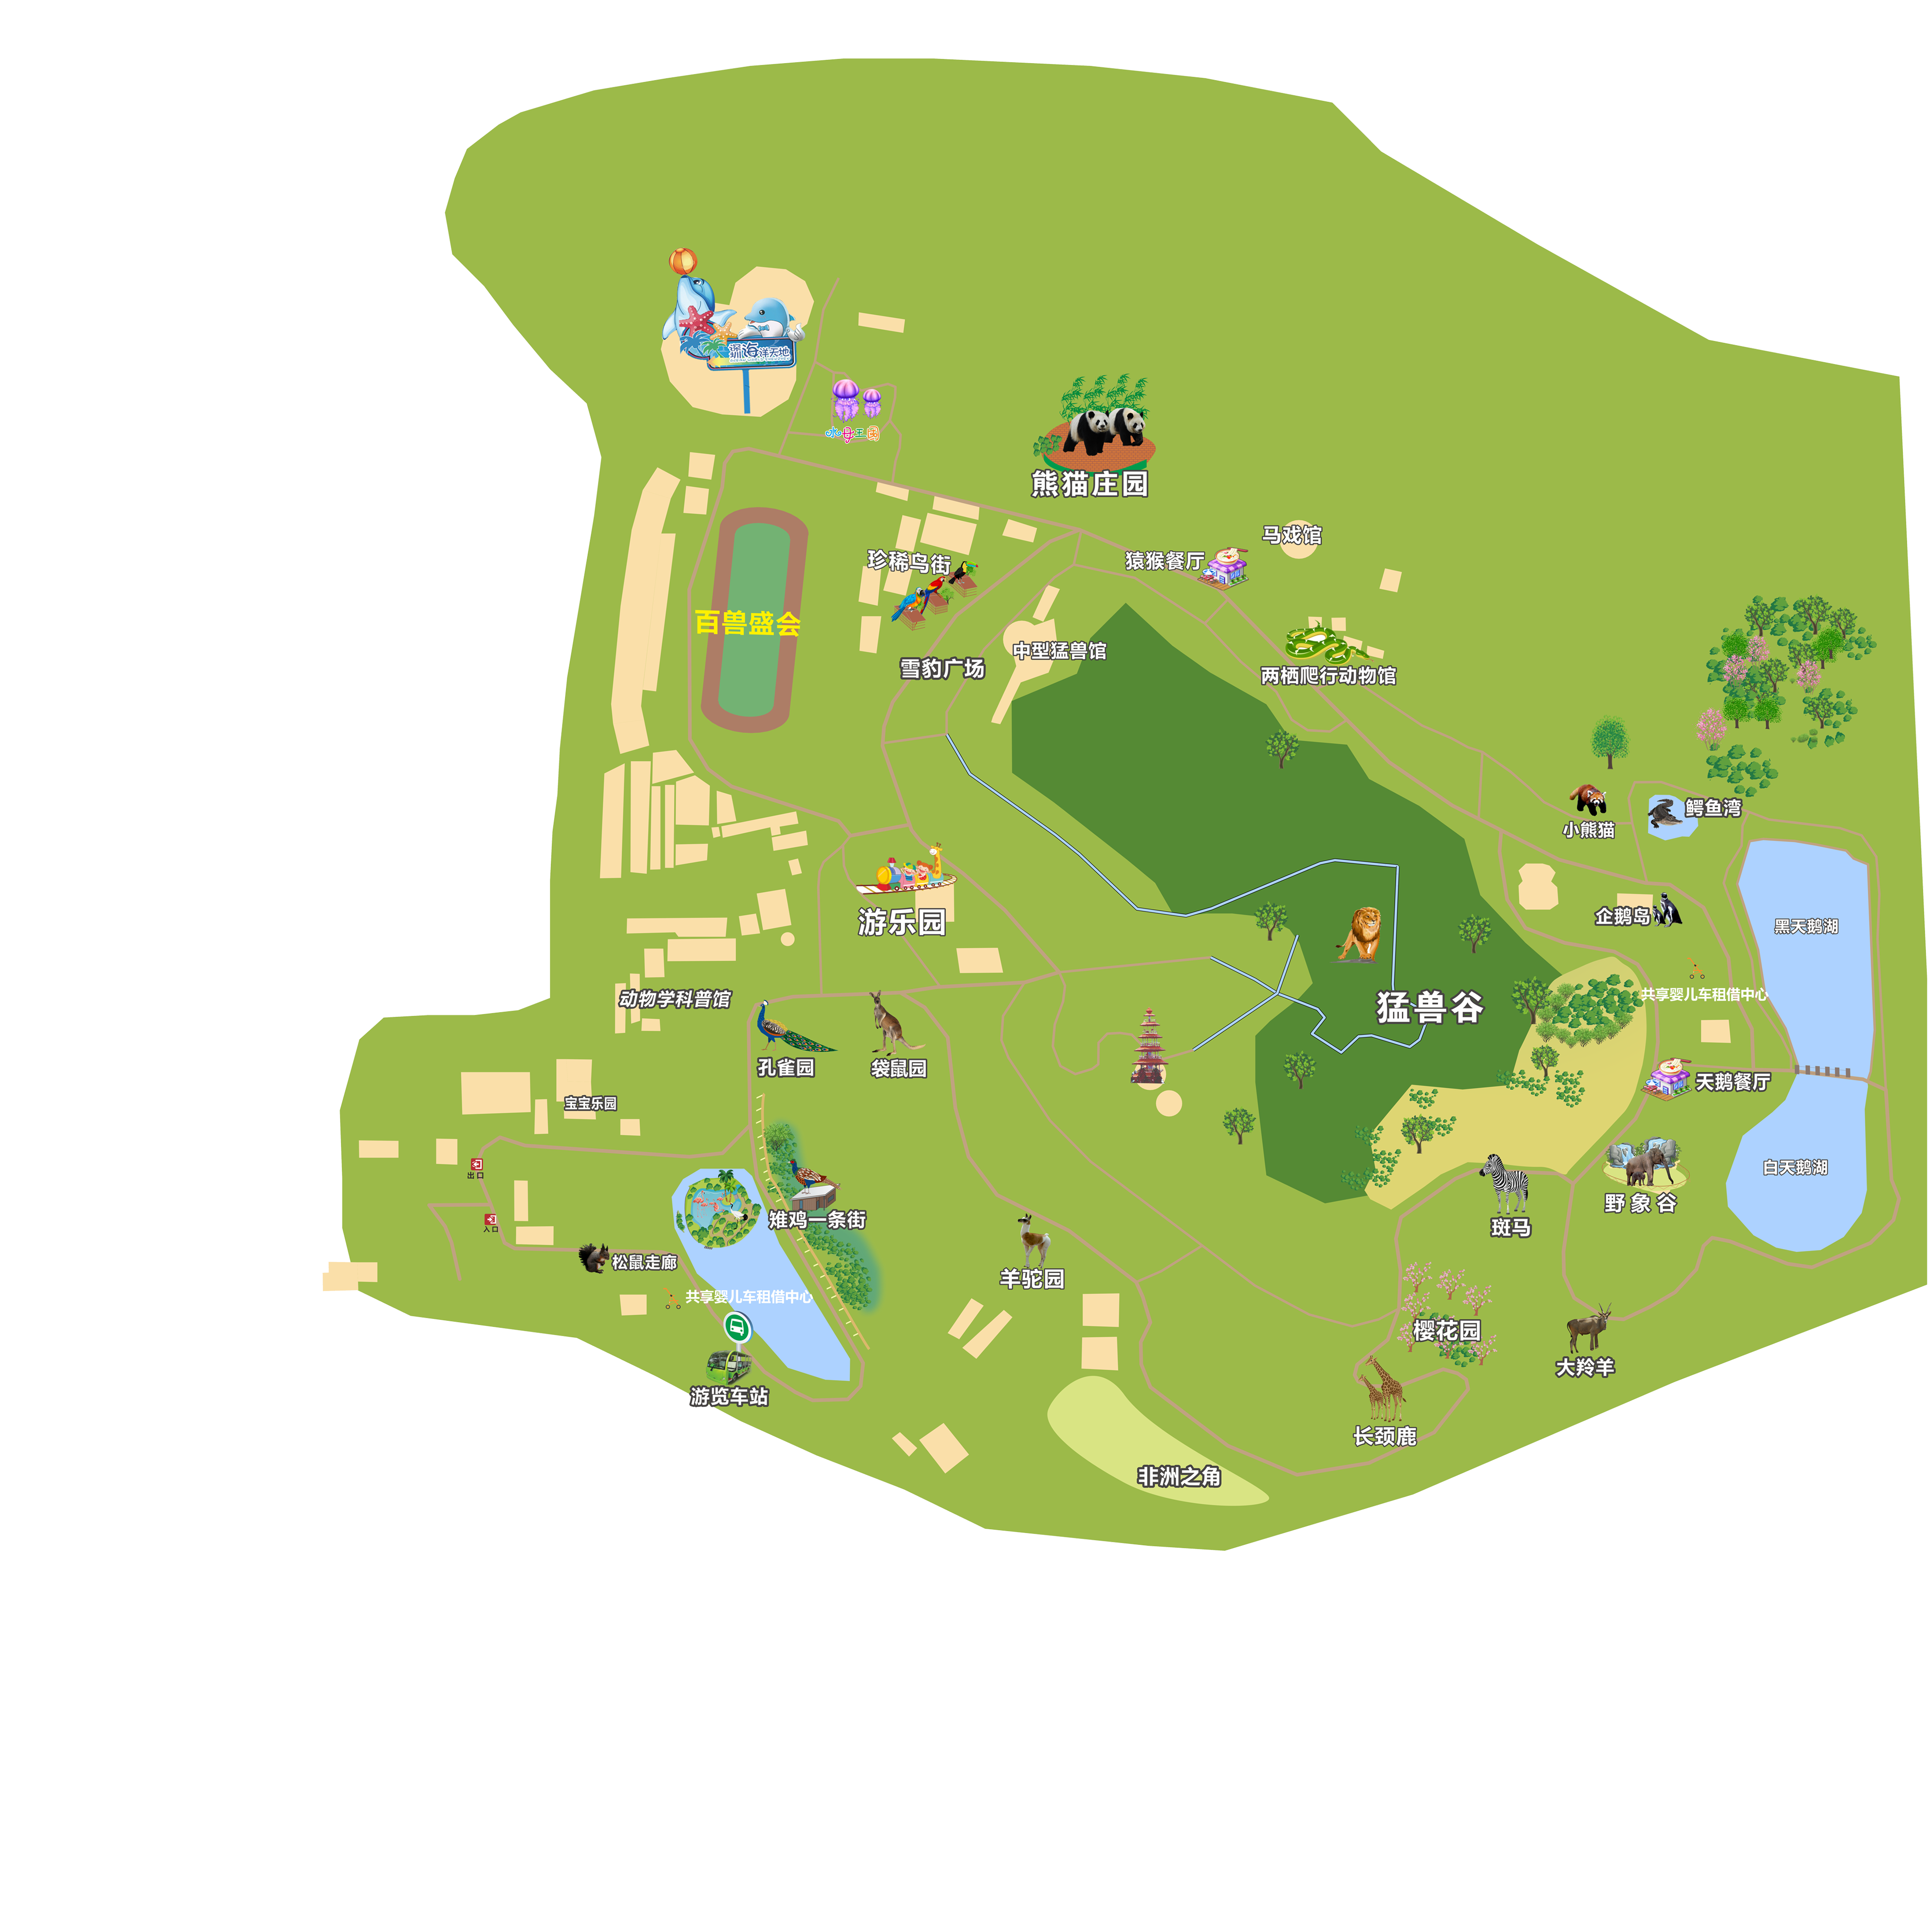 深海洋天地
水母王国
熊猫庄园
马戏馆
猿猴餐厅
珍稀鸟街
百兽盛会
中型猛兽馆
雪豹广场
两栖爬行动物馆
小熊猫
鳄鱼湾
游乐园
企鹅岛
黑天鹅湖
动物学科普馆
共享婴儿车租借中心
猛兽谷
孔雀园
袋鼠园
天鹅餐厅
宝宝乐园
出口
白天鹅湖
野象谷
入口
雉鸡一条街
斑马
松鼠走廊
羊驼园
共享婴儿车租借中心
樱花园
大羚羊
游览车站
长颈鹿
非洲之角